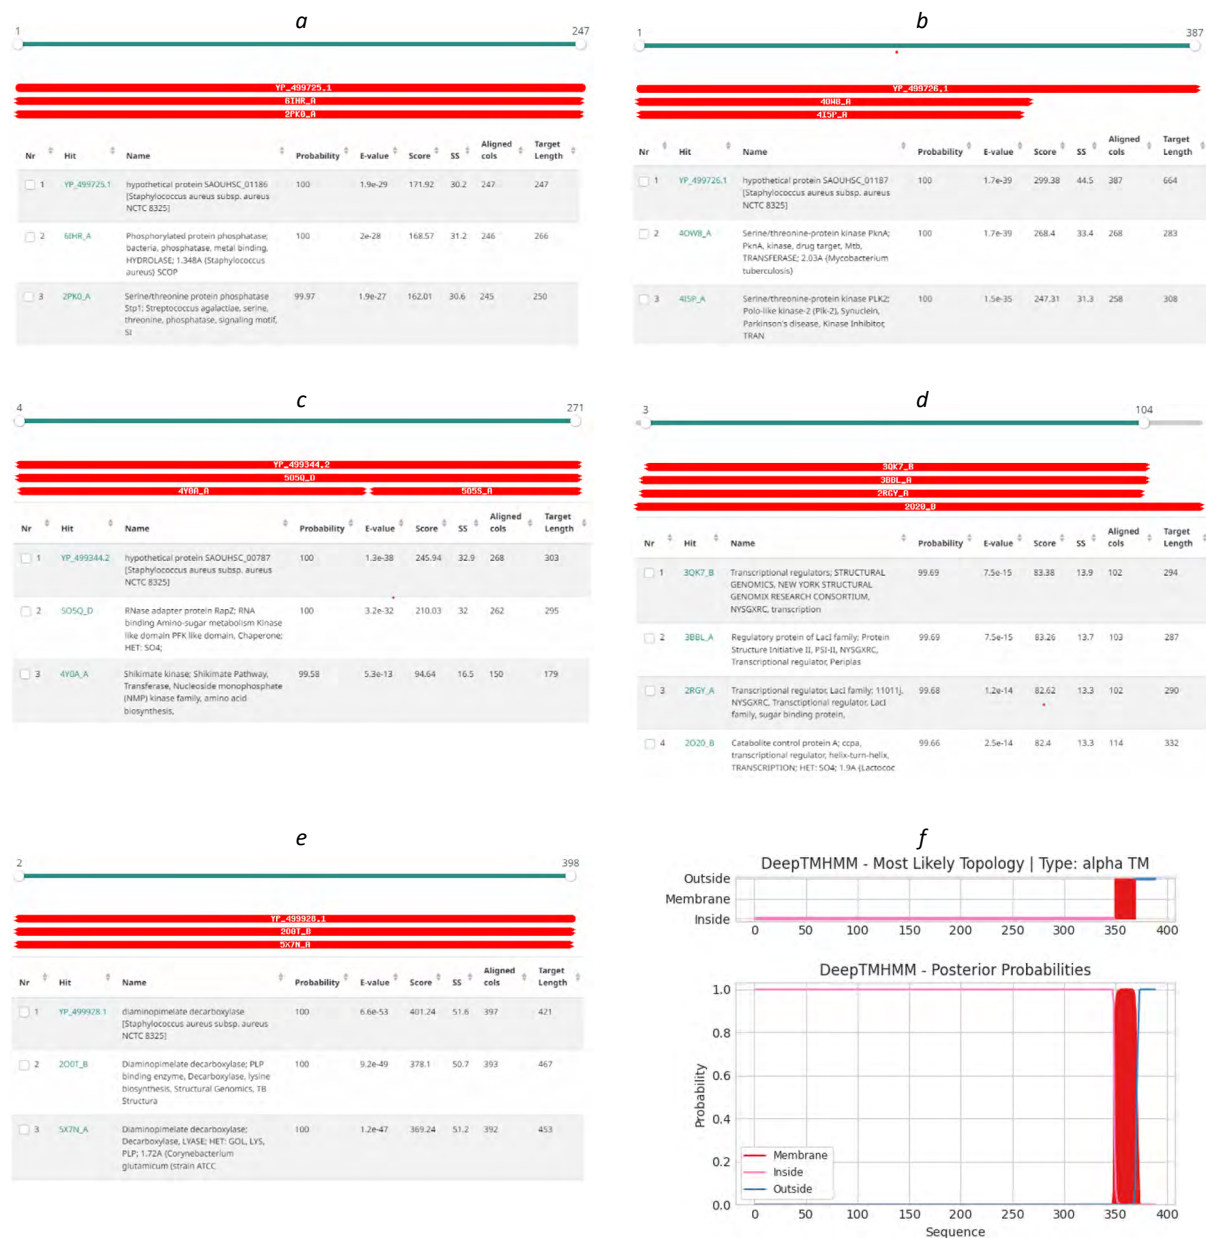 a
1 247
YP_499725.1
6IHR_A
2PK0_A
Nr Hit Name Probability E-value Score SS Aligned cols Target Length
1 YP_499725.1 hypothetical protein SAOUHSC_01186 100 1.9e-29 171.92 30.2 247 247
[Staphylococcus aureus subsp. aureus
NCTC 8325]
2 6IHR_A Phosphorylated protein phosphatase; 100 2e-28 168.57 31.2 246 266
bacteria, phosphatase, metal binding,
HYDROLASE; 1.348A {Staphylococcus
aureus} SCOP
3 2PK0_A Serine/threonine protein phosphatase 99.97 1.9e-27 162.01 30.6 245 250
Stp1; Streptococcus agalactiae, serine,
threonine, phosphatase, signaling motif,
SI
b
1 387
YP_499726.1
4OW8_A
4I5P_A
Nr Hit Name Probability E-value Score SS Aligned cols Target Length
1 YP_499726.1 hypothetical protein SAOUHSC_01187 100 1.7e-39 299.38 44.5 387 664
[Staphylococcus aureus subsp. aureus
NCTC 8325]
2 4OW8_A Serine/threonine-protein kinase PknA; 100 1.7e-39 268.4 33.4 268 283
PknA, kinase, drug target, Mtb,
TRANSFERASE; 2.03A {Mycobacterium
tuberculosis}
3 4I5P_A Serine/threonine-protein kinase PLK2; 100 1.5e-35 247.31 31.3 258 308
Polo-like kinase-2 (Plk-2), Synuclein,
Parkinson's disease, Kinase Inhibitor,
TRAN
c
4 271
YP_499344.2
5O5Q_D
4Y0A_A 5O5S_A
Nr Hit Name Probability E-value Score SS Aligned cols Target Length
1 YP_499344.2 hypothetical protein SAOUHSC_00787 100 1.3e-38 245.94 32.9 268 303
[Staphylococcus aureus subsp. aureus
NCTC 8325]
2 5O5Q_D RNase adapter protein RapZ; RNA 100 3.2e-32 210.03 32 262 295
binding Amino-sugar metabolism Kinase
like domain PFK like domain, Chaperone;
HET: SO4;
3 4Y0A_A Shikimate kinase; Shikimate Pathway, 99.58 5.3e-13 94.64 16.5 150 179
Transferase, Nucleoside monophosphate
(NMP) kinase family, amino acid
biosynthesis,
d
3 104
3QK7_B
3BBL_A
2RGY_A
2O20_D
Nr Hit Name Probability E-value Score SS Aligned cols Target Length
1 3QK7_B Transcriptional regulators; STRUCTURAL 99.69 7.5e-15 83.38 13.9 102 294
GENOMICS, NEW YORK STRUCTURAL
GENOMIX RESEARCH CONSORTIUM,
NYSGXRC, transcription
2 3BBL_A Regulatory protein of LacI family; Protein 99.69 7.5e-15 83.26 13.7 103 287
Structure Initiative II, PSI-II, NYSGXRC,
Transcriptional regulator, Periplas
3 2RGY_A Transcriptional regulator, LacI family; 11011j, 99.68 1.2e-14 82.62 13.3 102 290
NYSGXRC, Transctiptional regulator, LacI
family, sugar binding protein,
4 2O20_B Catabolite control protein A; ccpa, 99.66 2.5e-14 82.4 13.3 114 332
transcriptional regulator, helix-turn-helix,
TRANSCRIPTION; HET: SO4; 1.9A {Lactococ
e
2 398
YP_499928.1
2O0T_B
5X7N_A
Nr Hit Name Probability E-value Score SS Aligned cols Target Length
1 YP_499928.1 diaminopimelate decarboxylase 100 6.6e-53 401.24 51.6 397 421
[Staphylococcus aureus subsp. aureus
NCTC 8325]
2 2O0T_B Diaminopimelate decarboxylase; PLP 100 9.2e-49 378.1 50.7 393 467
binding enzyme, Decarboxylase, lysine
biosynthesis, Structural Genomics, TB
Structura
3 5X7N_A Diaminopimelate decarboxylase; 100 1.2e-47 369.24 51.2 392 453
Decarboxylase, LYASE; HET: GOL, LYS,
PLP; 1.72A {Corynebacterium
glutamicum (strain ATCC
f
DeepTMHMM - Most Likely Topology | Type: alpha TM
Outside
Membrane
Inside
0 50 100 150 200 250 300 350 400
DeepTMHMM - Posterior Probabilities
1.0
0.8
0.6
0.4
0.2
0.0
Probability
Membrane
Inside
Outside
0 50 100 150 200 250 300 350 400
Sequence